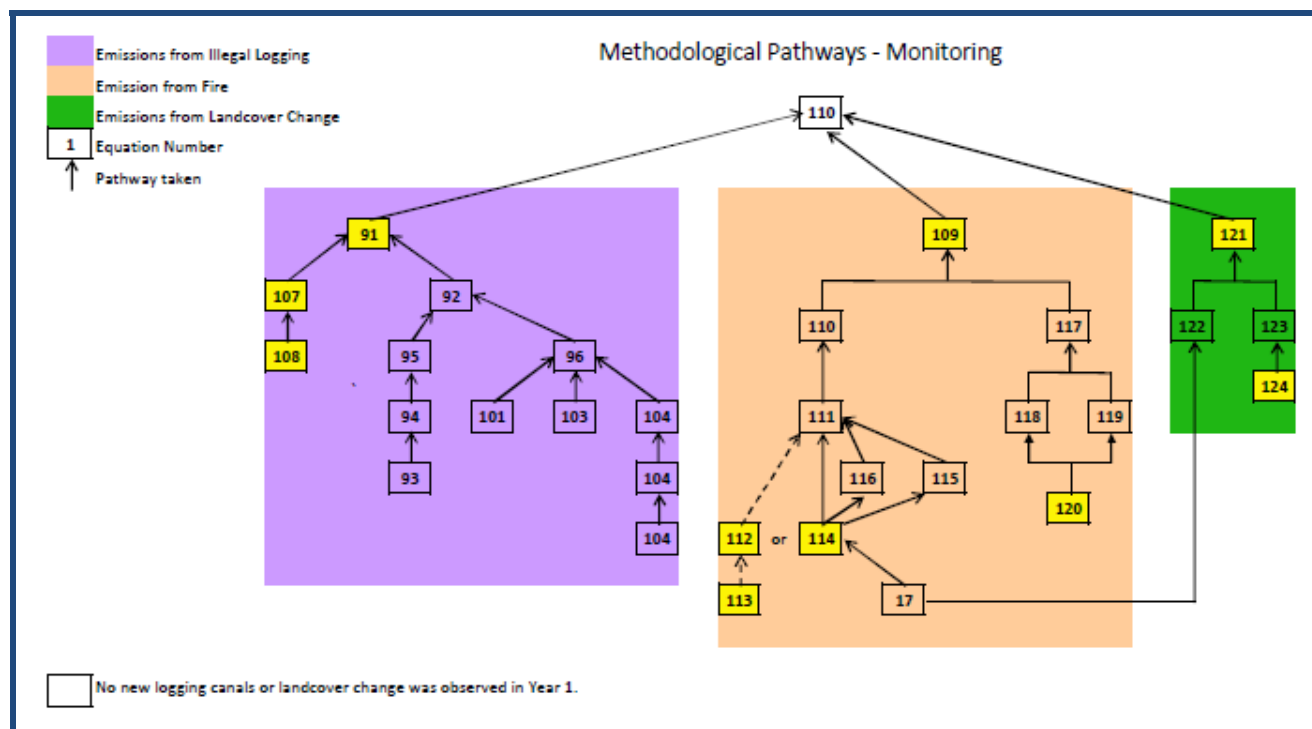 Methodological Pathways - Monitoring
Emissions from Illegal Logging
Emission from Fire
Emissions from Landcover Change
1 Equation Number
Pathway taken
110
91 109 121
107 92 110 117 122 123
108 95 96 124
94 101 103 104 111 118 119
93 104 116 115 120
104 112 or 114
113 17
No new logging canals or landcover change was observed in Year 1.